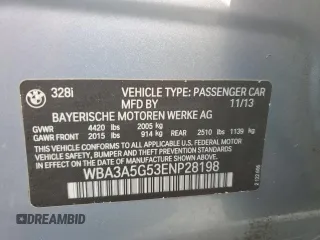 328i
VEHICLE TYPE: PASSENGER CAR
MFD BY 11/13
BAYERISCHE MOTOREN WERKE AG
GVWR 4420 lbs 2005 kg
GAWR FRONT 2015 lbs 914 kg REAR 2510 lbs 1139 kg
THIS VEHICLE CONFORMS TO ALL APPLICABLE U.S. FEDERAL MOTOR
VEHICLE SAFETY, BUMPER, AND THEFT PREVENTION STANDARDS IN
EFFECT ON THE DATE OF MANUFACTURE SHOWN ABOVE.
WBA3A5G53ENP28198
DREAMBID